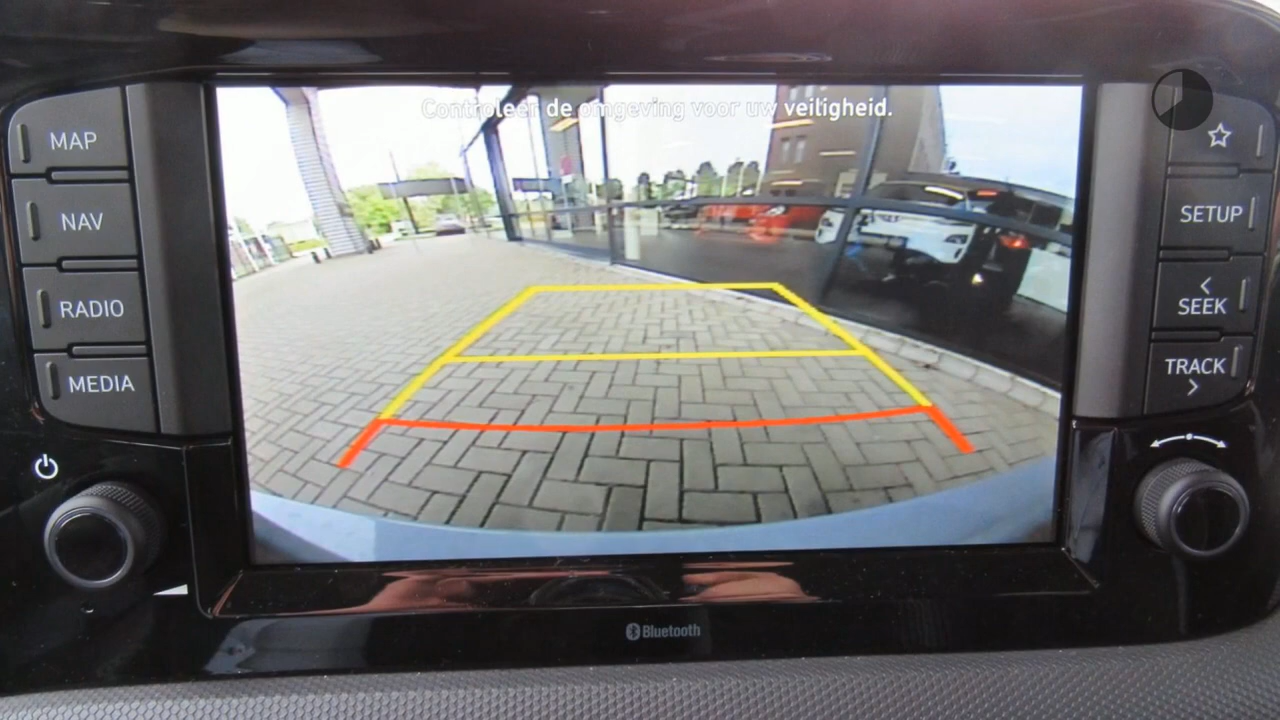 Controleer de omgeving voor uw veiligheid.
MAP
NAV
RADIO
MEDIA
SETUP
<
SEEK
TRACK
>
Bluetooth